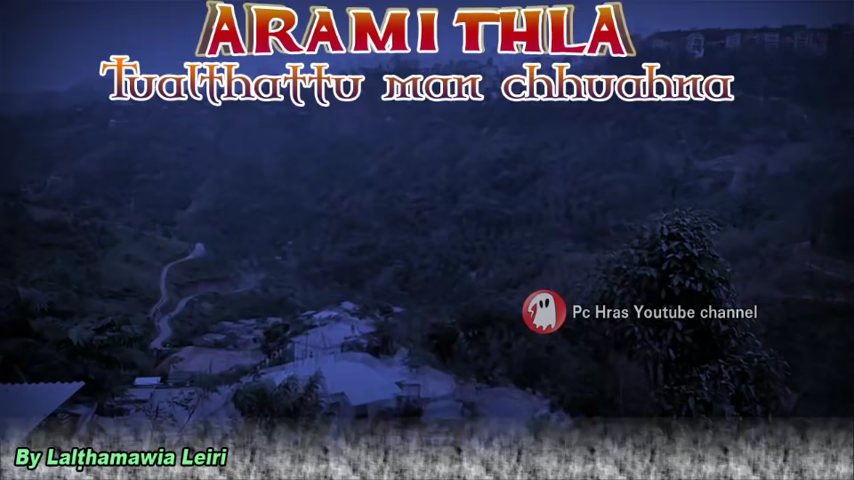 ARAMI THLA
Tualthattu man chhuahna
Pc Hras Youtube channel
By Lalṭhamawia Leiri